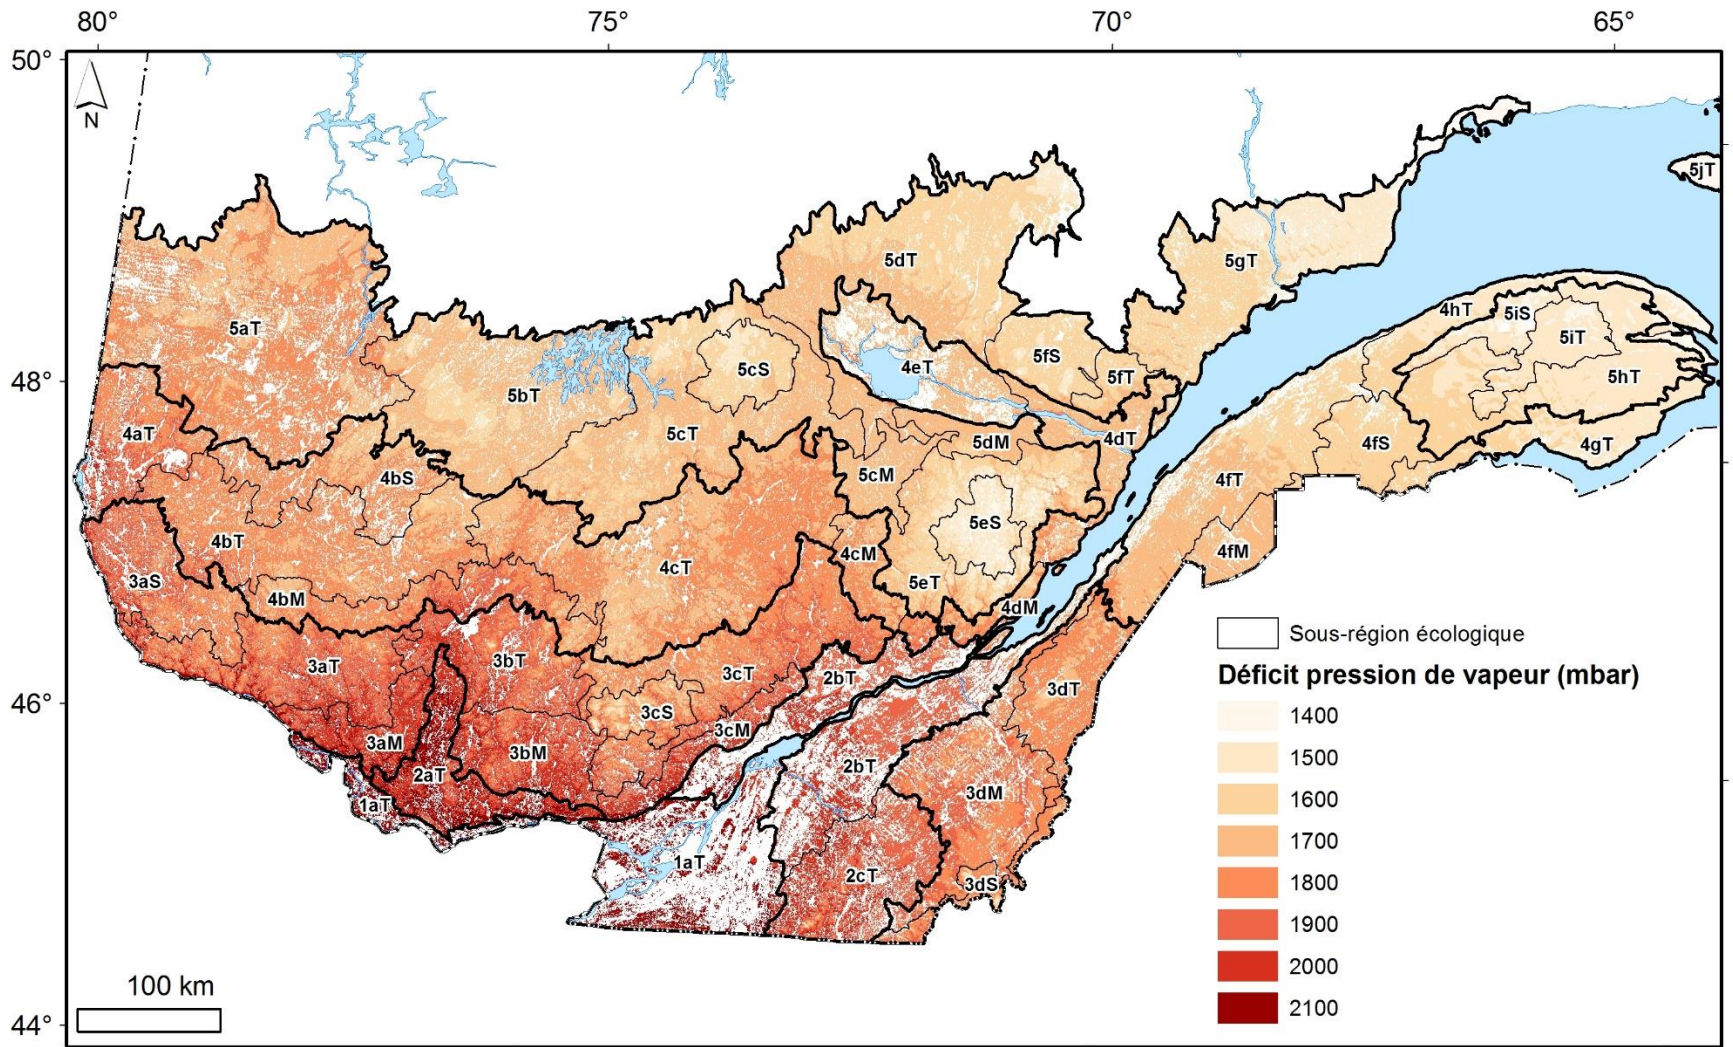 80° 75° 70° 65°
50°
N
5jT
5dT 5gT
4hT 5iS
5aT 5iT
5fS
5cS 4eT 5fT 5hT
48°
5bT
4aT 5cT 5dM 4dT 4fS 4gT
4bS 5cM 4fT
5eS
4bT 4cM 4fM
3aS 4cT 5eT
4bM 4dM
Sous-région écologique
3aT 3bT 3cT 2bT 3dT
Déficit pression de vapeur (mbar)
46°
3cS
1400
3aM 3bM 3cM
1500
2aT 2bT
1600
1aT 3dM
1700
1aT 2cT 3dS
1800
1900
2000
100 km
2100
44°